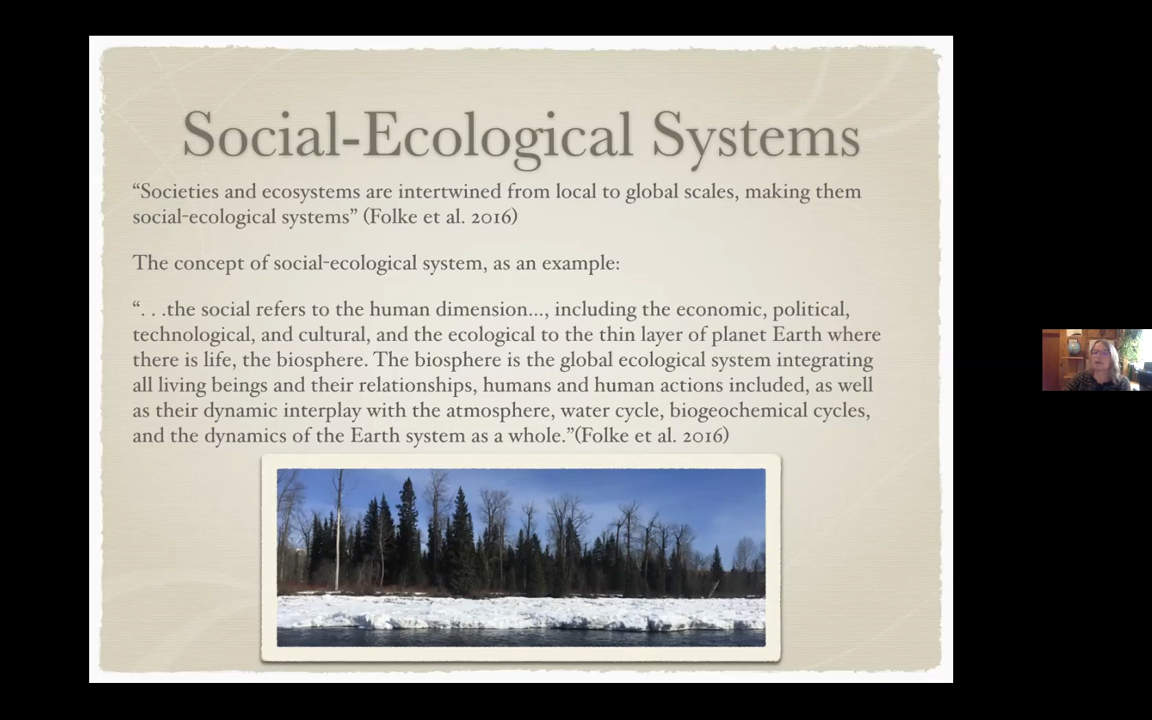 Social-Ecological Systems
“Societies and ecosystems are intertwined from local to global scales, making them
social-ecological systems” (Folke et al. 2016)
The concept of social-ecological system, as an example:
“. . .the social refers to the human dimension..., including the economic, political,
technological, and cultural, and the ecological to the thin layer of planet Earth where
there is life, the biosphere. The biosphere is the global ecological system integrating
all living beings and their relationships, humans and human actions included, as well
as their dynamic interplay with the atmosphere, water cycle, biogeochemical cycles,
and the dynamics of the Earth system as a whole.”(Folke et al. 2016)